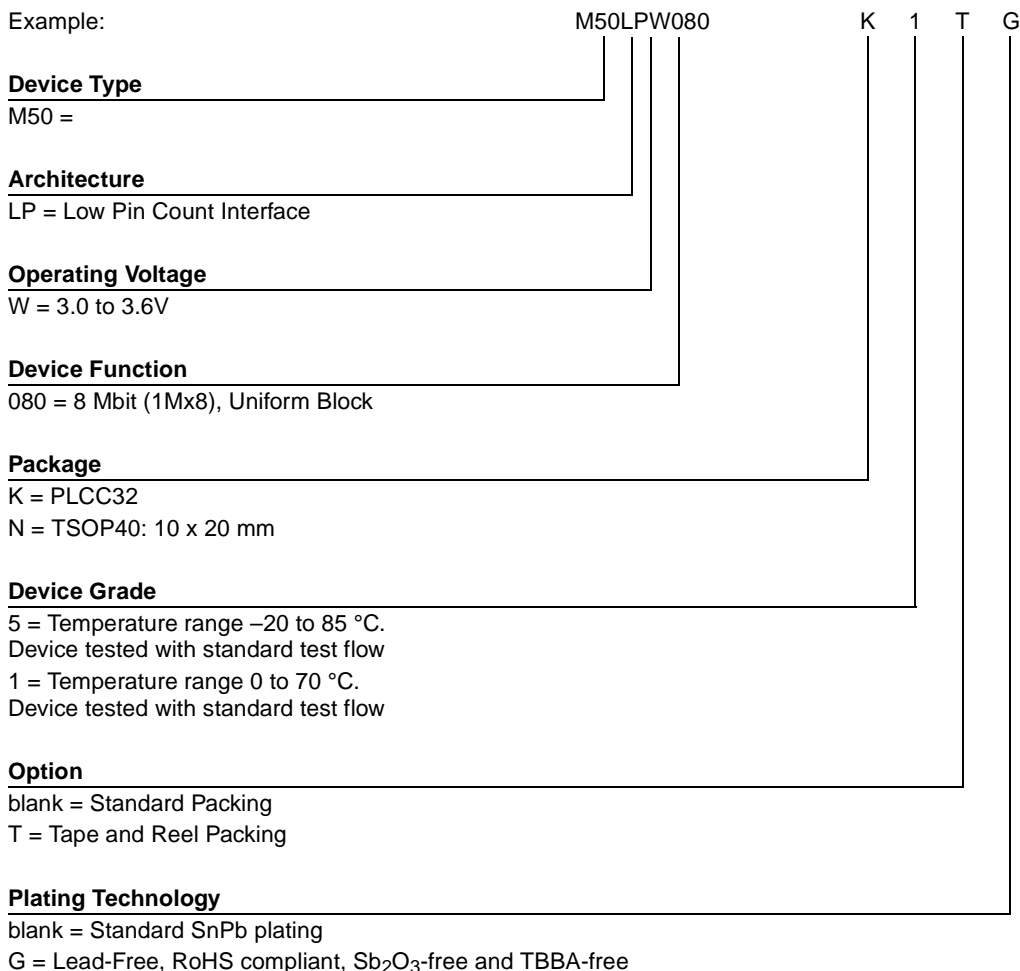 Example: M50LPW080 K 1 T G
Device Type
M50 =
Architecture
LP = Low Pin Count Interface
Operating Voltage
W = 3.0 to 3.6V
Device Function
080 = 8 Mbit (1Mx8), Uniform Block
Package
K = PLCC32
N = TSOP40: 10 x 20 mm
Device Grade
5 = Temperature range –20 to 85 °C.
Device tested with standard test flow
1 = Temperature range 0 to 70 °C.
Device tested with standard test flow
Option
blank = Standard Packing
T = Tape and Reel Packing
Plating Technology
blank = Standard SnPb plating
G = Lead-Free, RoHS compliant, Sb₂O₃-free and TBBA-free